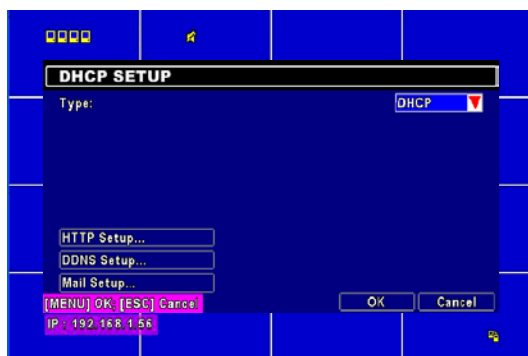 DHCP SETUP
Type: DHCP
HTTP Setup...
DDNS Setup...
Mail Setup...
[MENU] OK, [ESC] Cancel
OK Cancel
IP : 192.168.1.56